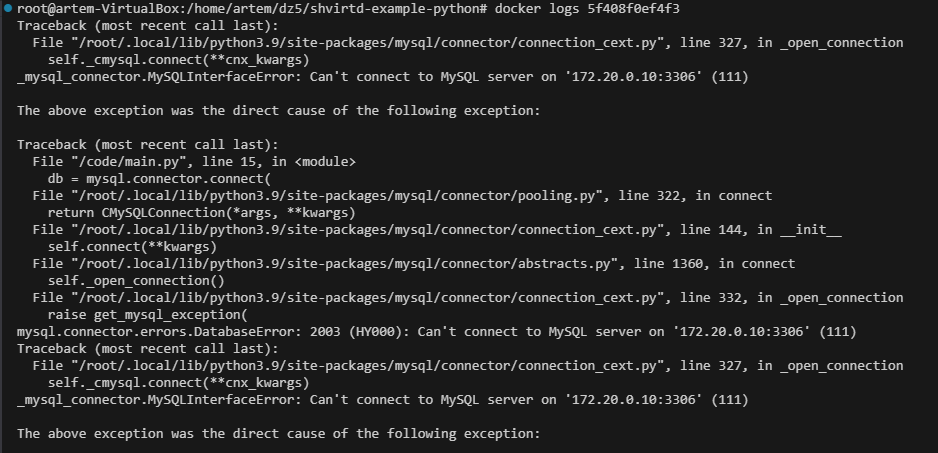 root@artem-VirtualBox:/home/artem/dz5/shvirtd-example-python# docker logs 5f408f0ef4f3
Traceback (most recent call last):
  File "/root/.local/lib/python3.9/site-packages/mysql/connector/connection_cext.py", line 327, in _open_connection
    self._cmysql.connect(**cnx_kwargs)
_mysql_connector.MySQLInterfaceError: Can't connect to MySQL server on '172.20.0.10:3306' (111)

The above exception was the direct cause of the following exception:

Traceback (most recent call last):
  File "/code/main.py", line 15, in <module>
    db = mysql.connector.connect(
  File "/root/.local/lib/python3.9/site-packages/mysql/connector/pooling.py", line 322, in connect
    return CMySQLConnection(*args, **kwargs)
  File "/root/.local/lib/python3.9/site-packages/mysql/connector/connection_cext.py", line 144, in __init__
    self.connect(**kwargs)
  File "/root/.local/lib/python3.9/site-packages/mysql/connector/abstracts.py", line 1360, in connect
    self._open_connection()
  File "/root/.local/lib/python3.9/site-packages/mysql/connector/connection_cext.py", line 332, in _open_connection
    raise get_mysql_exception(
mysql.connector.errors.DatabaseError: 2003 (HY000): Can't connect to MySQL server on '172.20.0.10:3306' (111)
Traceback (most recent call last):
  File "/root/.local/lib/python3.9/site-packages/mysql/connector/connection_cext.py", line 327, in _open_connection
    self._cmysql.connect(**cnx_kwargs)
_mysql_connector.MySQLInterfaceError: Can't connect to MySQL server on '172.20.0.10:3306' (111)

The above exception was the direct cause of the following exception: